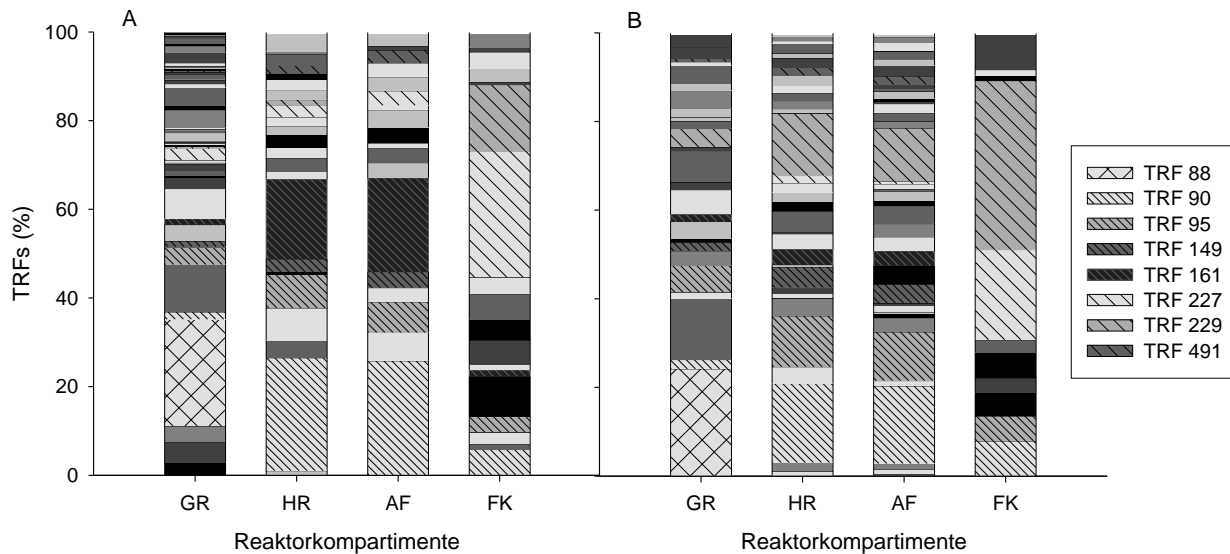 A
B
TRFs (%)
100
80
60
40
20
0
GR HR AF FK
GR HR AF FK
Reaktorkompartimente
Reaktorkompartimente
TRF 88
TRF 90
TRF 95
TRF 149
TRF 161
TRF 227
TRF 229
TRF 491